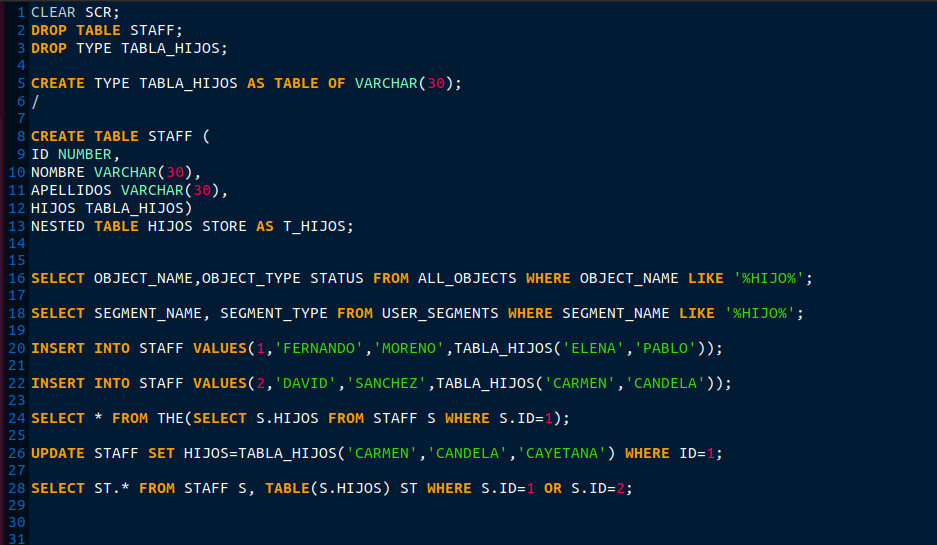 1 CLEAR SCR;
2 DROP TABLE STAFF;
3 DROP TYPE TABLA_HIJOS;
4
5 CREATE TYPE TABLA_HIJOS AS TABLE OF VARCHAR(30);
6 /
7
8 CREATE TABLE STAFF (
9 ID NUMBER,
10 NOMBRE VARCHAR(30),
11 APELLIDOS VARCHAR(30),
12 HIJOS TABLA_HIJOS)
13 NESTED TABLE HIJOS STORE AS T_HIJOS;
14
15
16 SELECT OBJECT_NAME,OBJECT_TYPE STATUS FROM ALL_OBJECTS WHERE OBJECT_NAME LIKE '%HIJO%';
17
18 SELECT SEGMENT_NAME, SEGMENT_TYPE FROM USER_SEGMENTS WHERE SEGMENT_NAME LIKE '%HIJO%';
19
20 INSERT INTO STAFF VALUES(1,'FERNANDO','MORENO',TABLA_HIJOS('ELENA','PABLO'));
21
22 INSERT INTO STAFF VALUES(2,'DAVID','SANCHEZ',TABLA_HIJOS('CARMEN','CANDELA'));
23
24 SELECT * FROM THE(SELECT S.HIJOS FROM STAFF S WHERE S.ID=1);
25
26 UPDATE STAFF SET HIJOS=TABLA_HIJOS('CARMEN','CANDELA','CAYETANA') WHERE ID=1;
27
28 SELECT ST.* FROM STAFF S, TABLE(S.HIJOS) ST WHERE S.ID=1 OR S.ID=2;
29
30
31